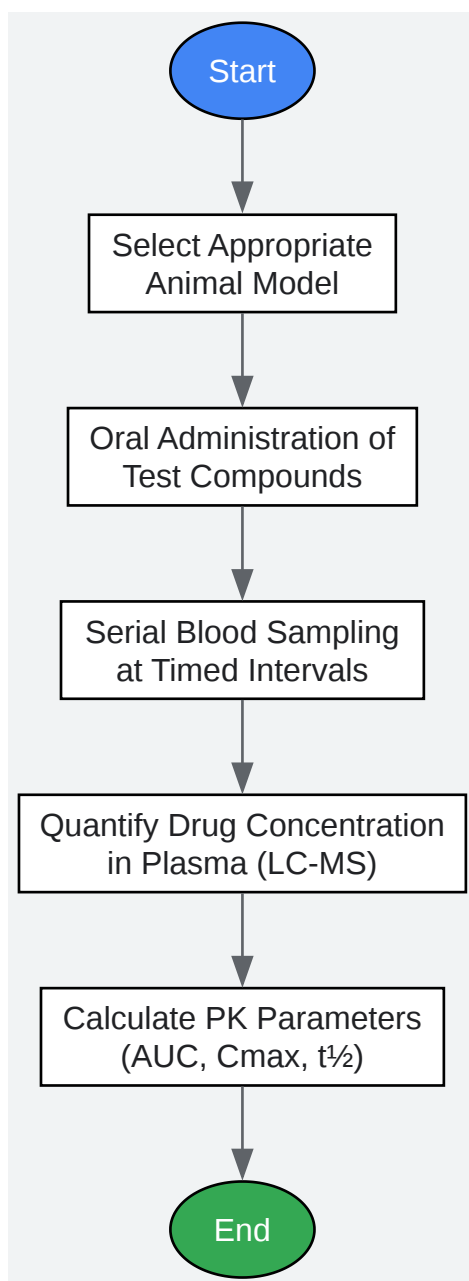 Start
Select Appropriate
Animal Model
Oral Administration of
Test Compounds
Serial Blood Sampling
at Timed Intervals
Quantify Drug Concentration
in Plasma (LC-MS)
Calculate PK Parameters
(AUC, Cmax, t½)
End